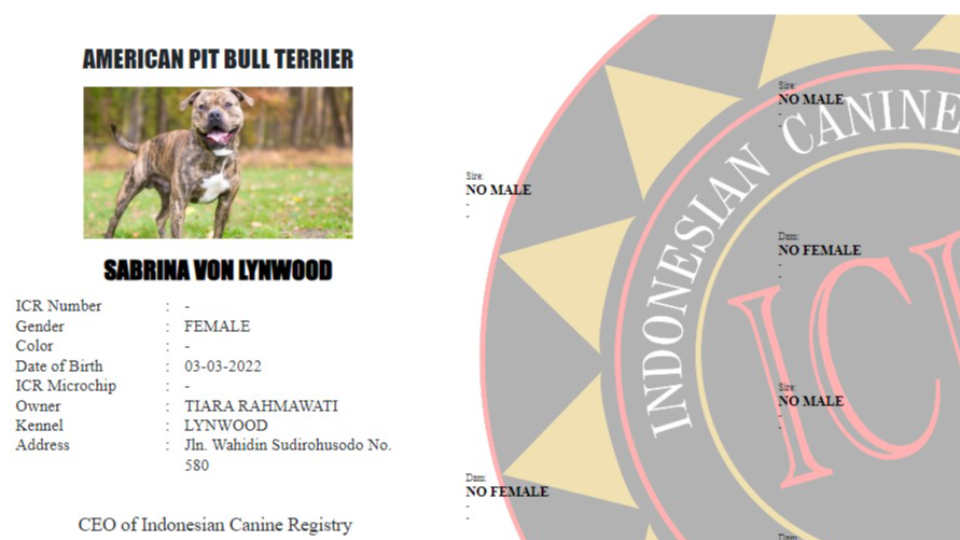 AMERICAN PIT BULL TERRIER
SABRINA VON LYNWOOD
ICR Number : -
Gender : FEMALE
Color : -
Date of Birth : 03-03-2022
ICR Microchip : -
Owner : TIARA RAHMAWATI
Kennel : LYNWOOD
Address : Jln. Wahidin Sudirohusodo No.
580
CEO of Indonesian Canine Registry
Sire:
NO MALE
-
-
Dam:
NO FEMALE
-
-
Sire:
NO MALE
-
-
Dam:
NO FEMALE
-
-
Sire:
NO MALE
-
-
Dam:
INDONESIAN CANINE
IC